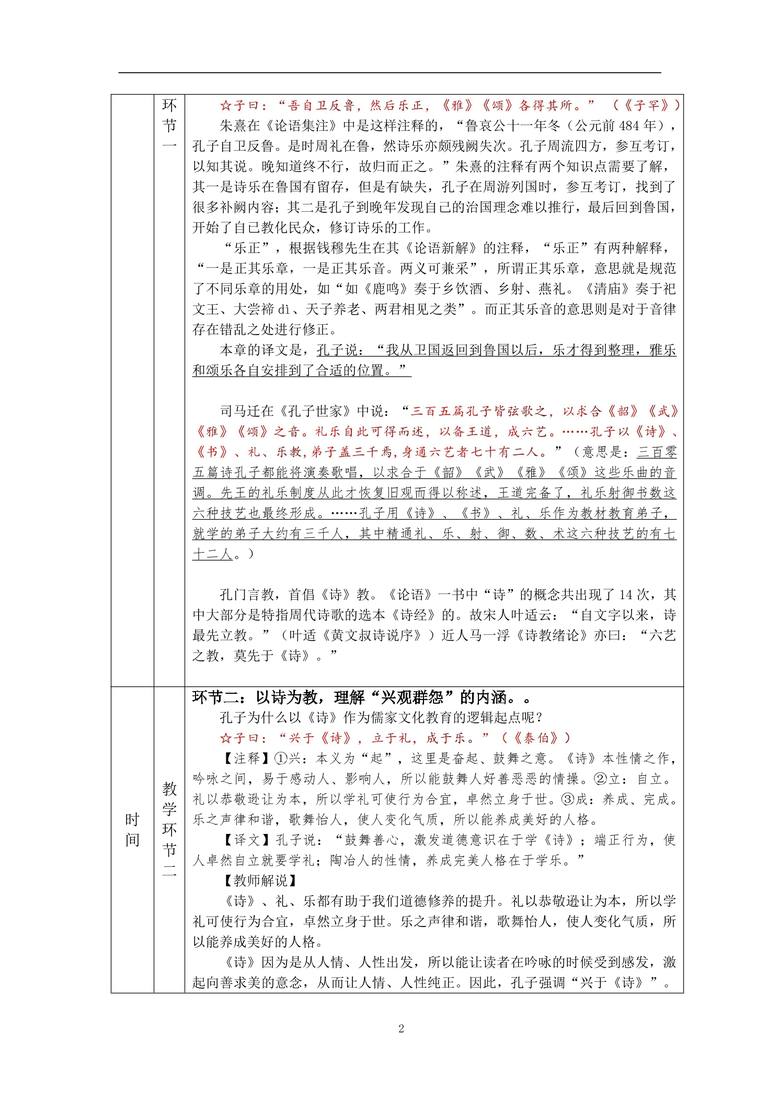 环
节
一
☆子曰：“吾自卫反鲁，然后乐正，《雅》《颂》各得其所。”（《子罕》）
朱熹在《论语集注》中是这样注释的，“鲁哀公十一年冬（公元前 484 年），
孔子自卫反鲁。是时周礼在鲁，然诗乐亦颇残阙失次。孔子周流四方，参互考订，
以知其说。晚知道终不行，故归而正之。”朱熹的注释有两个知识点需要了解，
其一是诗乐在鲁国有留存，但是有缺失，孔子在周游列国时，参互考订，找到了
很多补阙内容；其二是孔子到晚年发现自己的治国理念难以推行，最后回到鲁国，
开始了自己教化民众，修订诗乐的工作。
“乐正”，根据钱穆先生在其《论语新解》的注释，“乐正”有两种解释，
“一是正其乐章，一是正其乐音。两义可兼采”，所谓正其乐章，意思就是规范
了不同乐章的用处，如“如《鹿鸣》奏于乡饮酒、乡射、燕礼。《清庙》奏于祀
文王、大尝禘dì、天子养老、两君相见之类”。而正其乐音的意思则是对于音律
存在错乱之处进行修正。
本章的译文是，孔子说：“我从卫国返回到鲁国以后，乐才得到整理，雅乐
和颂乐各自安排到了合适的位置。”
司马迁在《孔子世家》中说：“三百五篇孔子皆弦歌之，以求合《韶》《武》
《雅》《颂》之音。礼乐自此可得而述，以备王道，成六艺。……孔子以《诗》、
《书》、礼、乐教，弟子盖三千焉，身通六艺者七十有二人。”（意思是：三百零
五篇诗孔子都能将演奏歌唱，以求合于《韶》《武》《雅》《颂》这些乐曲的音
调。先王的礼乐制度从此才恢复旧观而得以称述，王道完备了，礼乐射御书数这
六种技艺也最终形成。……孔子用《诗》、《书》、礼、乐作为教材教育弟子，
就学的弟子大约有三千人，其中精通礼、乐、射、御、数、术这六种技艺的有七
十二人。）
孔门言教，首倡《诗》教。《论语》一书中“诗”的概念共出现了 14 次，其
中大部分是特指周代诗歌的选本《诗经》的。故宋人叶适云：“自文字以来，诗
最先立教。”（叶适《黄文叔诗说序》）近人马一浮《诗教绪论》亦曰：“六艺
之教，莫先于《诗》。”
时
间
教
学
环
节
二
环节二：以诗为教，理解“兴观群怨”的内涵。。
孔子为什么以《诗》作为儒家文化教育的逻辑起点呢？
☆子曰：“兴于《诗》，立于礼，成于乐。”（《泰伯》）
【注释】①兴：本义为“起”，这里是奋起、鼓舞之意。《诗》本性情之作，
吟咏之间，易于感动人、影响人，所以能鼓舞人好善恶恶的情操。②立：自立。
礼以恭敬逊让为本，所以学礼可使行为合宜，卓然立身于世。③成：养成、完成。
乐之声律和谐，歌舞怡人，使人变化气质，所以能养成美好的人格。
【译文】孔子说：“鼓舞善心，激发道德意识在于学《诗》；端正行为，使
人卓然自立就要学礼；陶冶人的性情，养成完美人格在于学乐。”
【教师解说】
《诗》、礼、乐都有助于我们道德修养的提升。礼以恭敬逊让为本，所以学
礼可使行为合宜，卓然立身于世。乐之声律和谐，歌舞怡人，使人变化气质，所
以能养成美好的人格。
《诗》因为是从人情、人性出发，所以能让读者在吟咏的时候受到感发，激
起向善求美的意念，从而让人情、人性纯正。因此，孔子强调“兴于《诗》”。
2